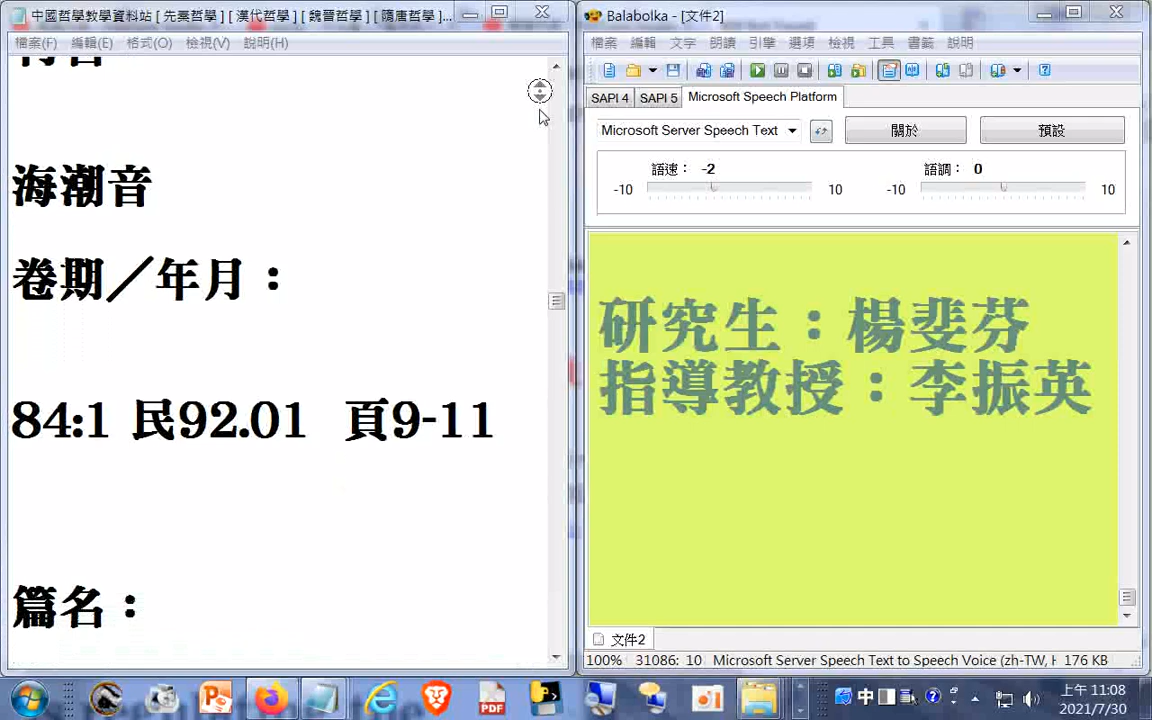 中國哲學教學資料站 [ 先秦哲學 ] [ 漢代哲學 ] [ 魏晉哲學 ] [ 隋唐哲學 ]...
檔案(F) 編輯(E) 格式(O) 檢視(V) 說明(H)
海潮音
卷期／年月：
84:1 民92.01 頁9-11
篇名：
Balabolka - [文件2]
檔案 編輯 文字 朗讀 引擎 選項 檢視 工具 書籤 說明
SAPI 4 SAPI 5 Microsoft Speech Platform
Microsoft Server Speech Text 關於 預設
語速： -2 語調： 0
-10 10 -10 10
研究生：楊斐芬
指導教授：李振英
文件2
100% 31086: 10 Microsoft Server Speech Text to Speech Voice (zh-TW, H 176 KB
PDF 中 上午 11:08
2021/7/30